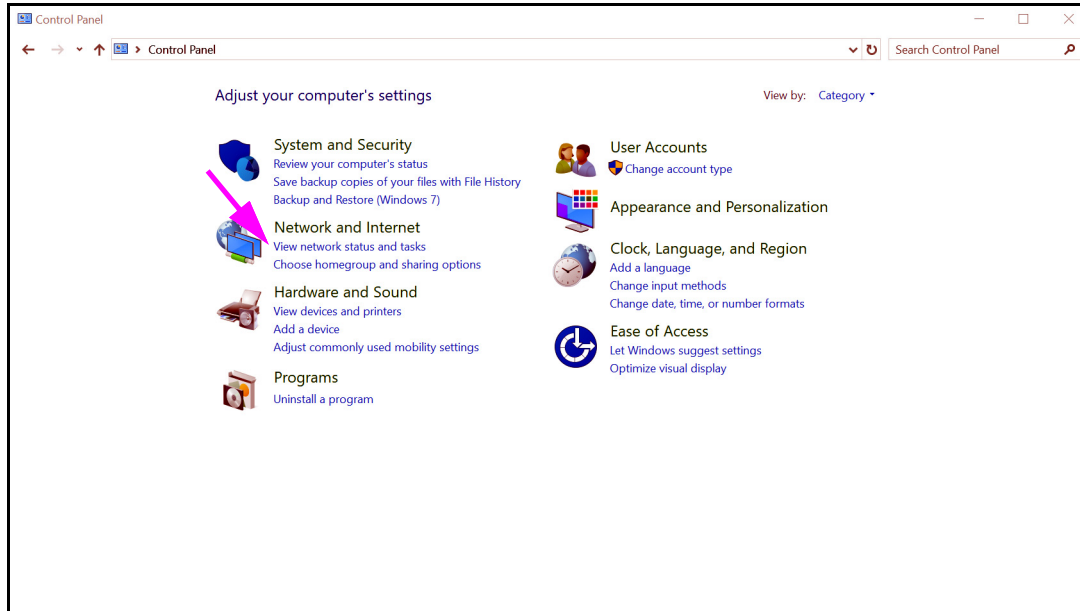 Control Panel
Control Panel
Search Control Panel
Adjust your computer's settings
View by: Category
System and Security
Review your computer's status
Save backup copies of your files with File History
Backup and Restore (Windows 7)
Network and Internet
View network status and tasks
Choose homegroup and sharing options
Hardware and Sound
View devices and printers
Add a device
Adjust commonly used mobility settings
Programs
Uninstall a program
User Accounts
Change account type
Appearance and Personalization
Clock, Language, and Region
Add a language
Change input methods
Change date, time, or number formats
Ease of Access
Let Windows suggest settings
Optimize visual display